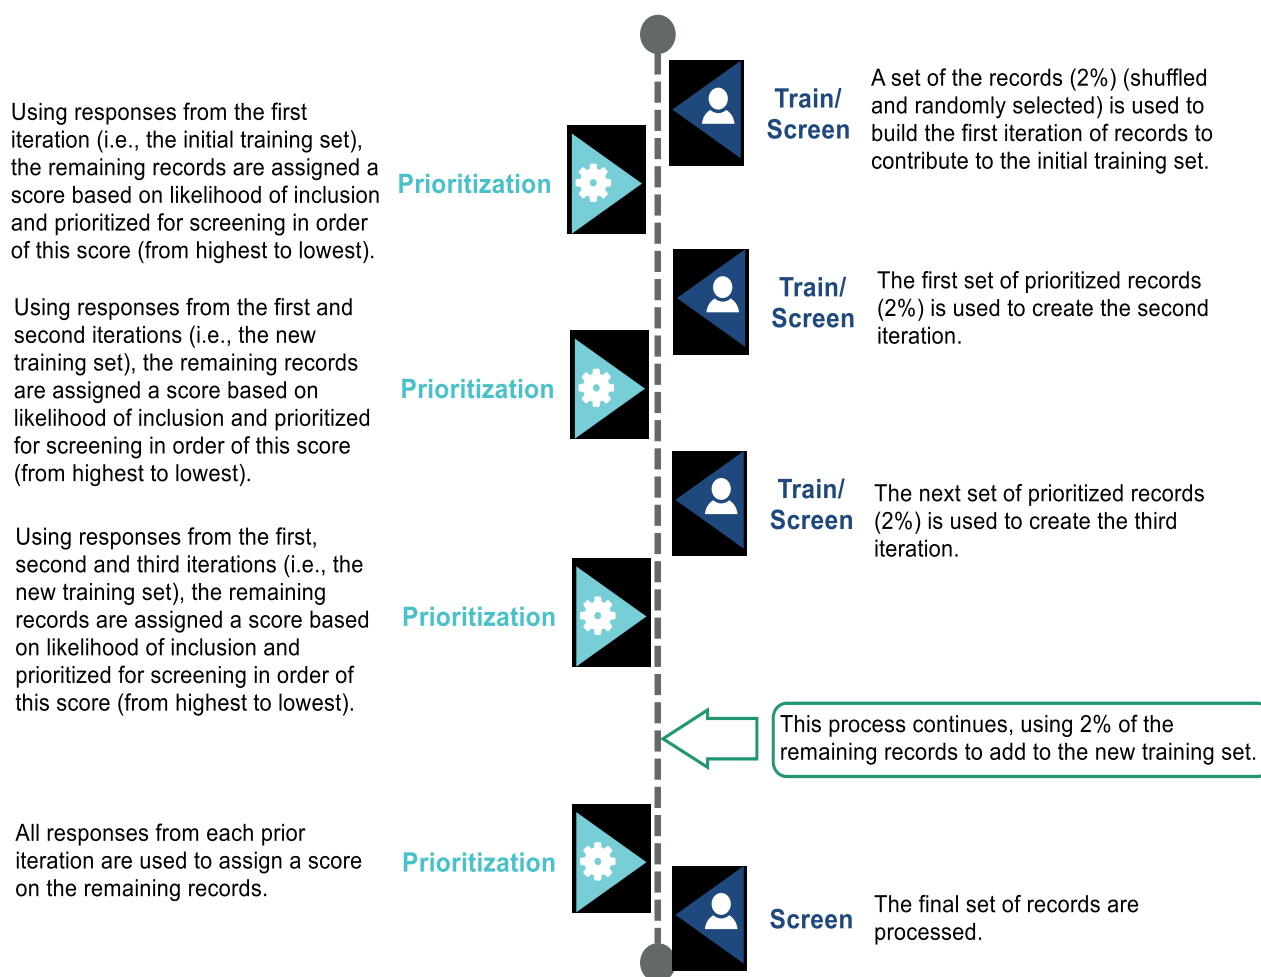 Train/
Screen
A set of the records (2%) (shuffled
and randomly selected) is used to
build the first iteration of records to
contribute to the initial training set.
Using responses from the first
iteration (i.e., the initial training set),
the remaining records are assigned a
score based on likelihood of inclusion
and prioritized for screening in order
of this score (from highest to lowest).
Prioritization
Train/
Screen
The first set of prioritized records
(2%) is used to create the second
iteration.
Using responses from the first and
second iterations (i.e., the new
training set), the remaining records
are assigned a score based on
likelihood of inclusion and prioritized
for screening in order of this score
(from highest to lowest).
Prioritization
Train/
Screen
The next set of prioritized records
(2%) is used to create the third
iteration.
Using responses from the first,
second and third iterations (i.e., the
new training set), the remaining
records are assigned a score based
on likelihood of inclusion and
prioritized for screening in order of
this score (from highest to lowest).
Prioritization
This process continues, using 2% of the
remaining records to add to the new training set.
All responses from each prior
iteration are used to assign a score
on the remaining records.
Prioritization
Screen
The final set of records are
processed.